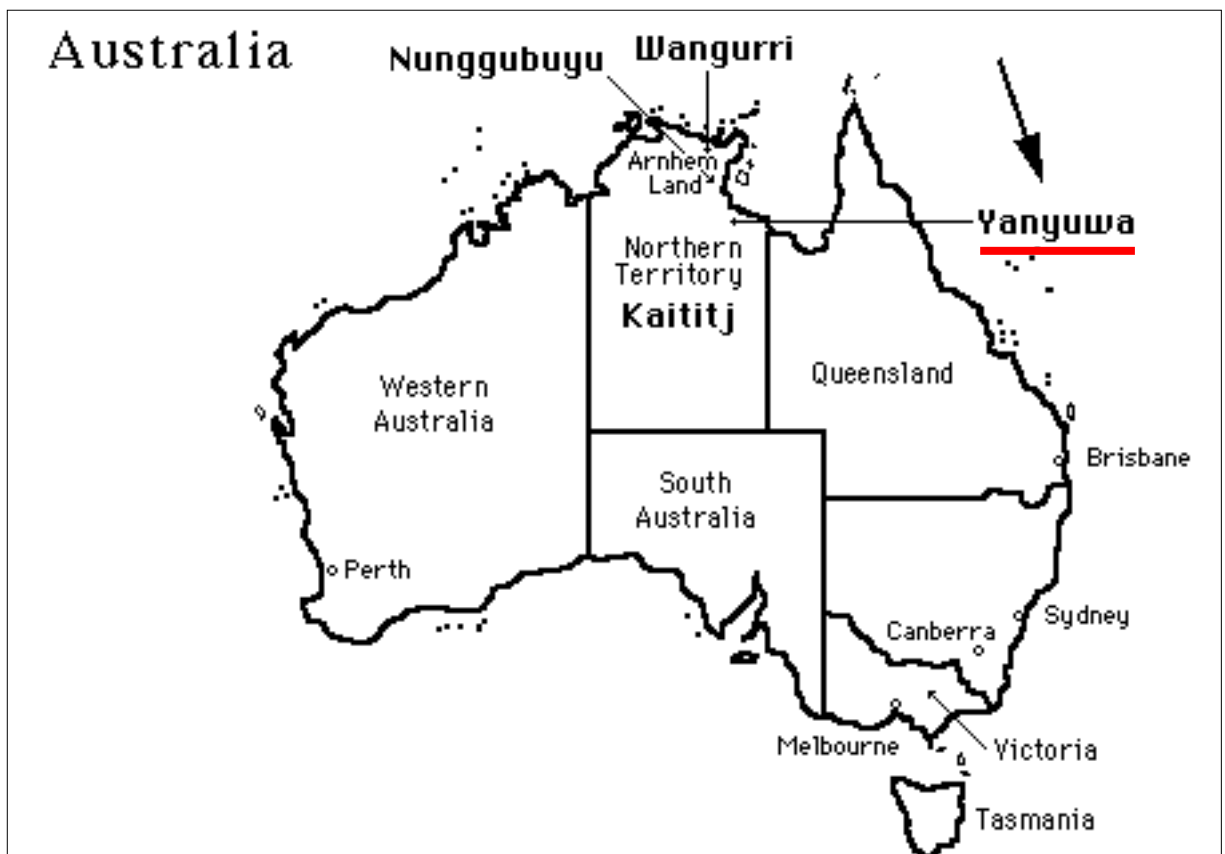 Australia
Nunggubuyu
Wangurri
Arnhem
Land
Yanyuwa
Northern
Territory
Kaititj
Western
Australia
Queensland
Brisbane
South
Australia
Perth
Canberra
Sydney
Melbourne
Victoria
Tasmania